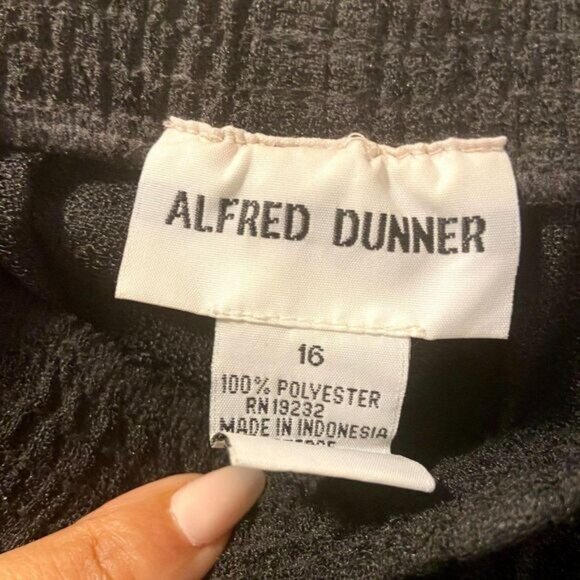 ALFRED DUNNER
16
100% POLYESTER
RN19232
MADE IN INDONESIA